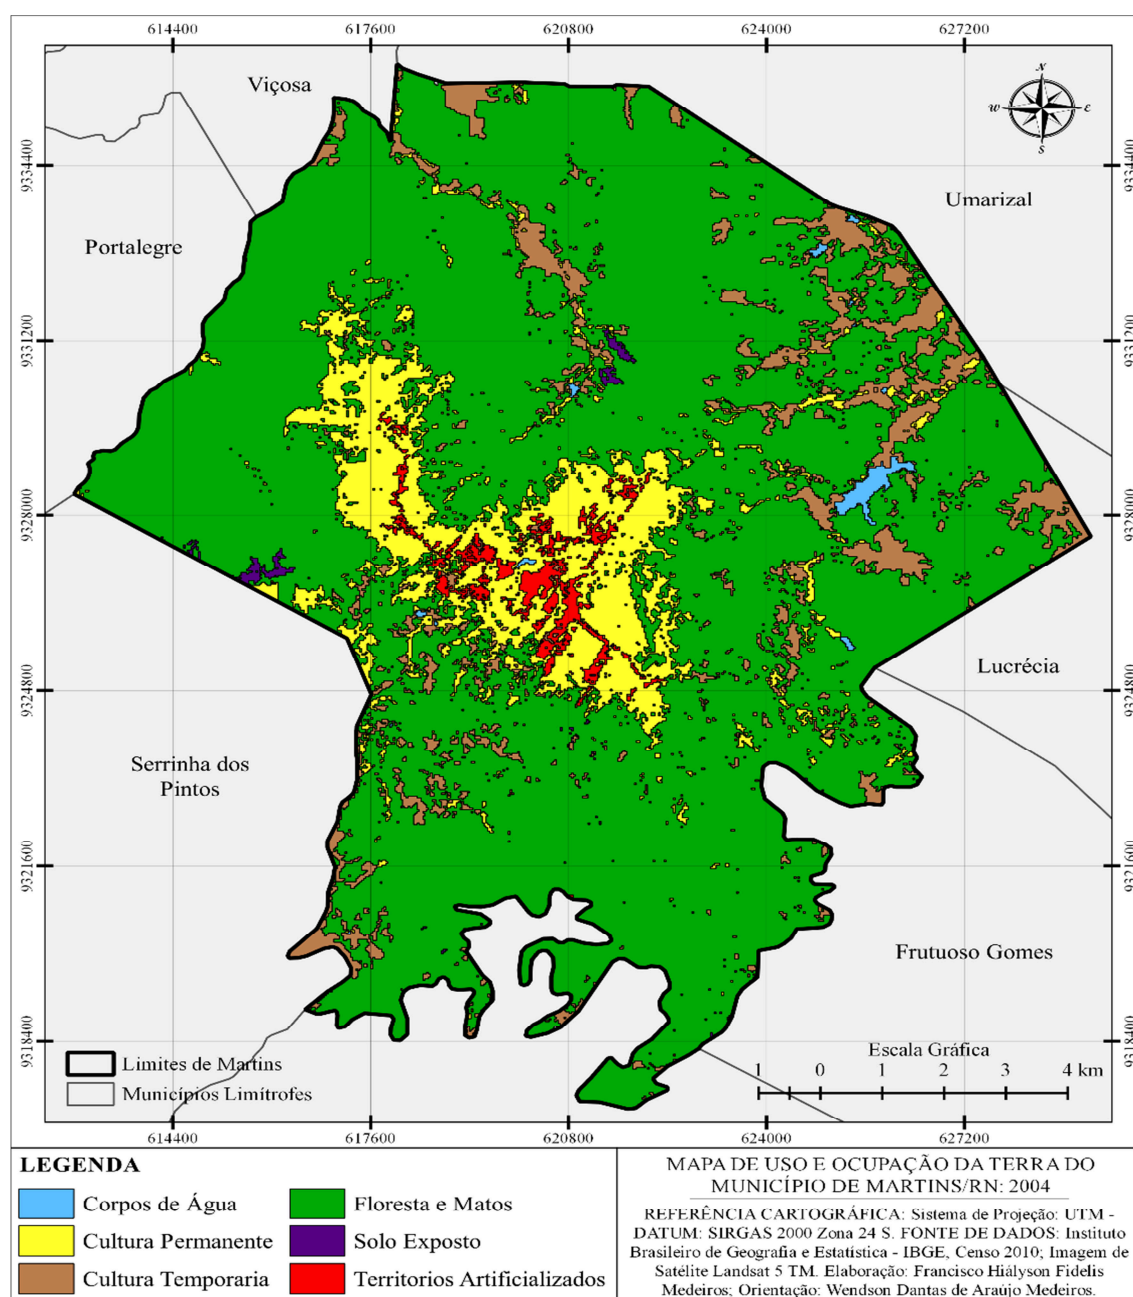 614400 617600 620800 624000 627200
Viçosa
N
W E
S
9334400 9334400
Umarizal
Portalegre
9331200 9331200
9328000 9328000
Lucrécia
9324800 9324800
Serrinha dos
Pintos
9321600 9321600
Frutuoso Gomes
9318400 9318400
Escala Gráfica
1 0 1 2 3 4 km
Limites de Martins
Municípios Limítrofes
614400 617600 620800 624000 627200
LEGENDA
Corpos de Água
Floresta e Matos
Cultura Permanente
Solo Exposto
Cultura Temporaria
Territorios Artificializados
MAPA DE USO E OCUPAÇÃO DA TERRA DO
MUNICÍPIO DE MARTINS/RN: 2004
REFERÊNCIA CARTOGRÁFICA: Sistema de Projeção: UTM -
DATUM: SIRGAS 2000 Zona 24 S. FONTE DE DADOS: Instituto
Brasileiro de Geografia e Estatística - IBGE, Censo 2010; Imagem de
Satélite Landsat 5 TM. Elaboração: Francisco Hiályson Fidelis
Medeiros; Orientação: Wendson Dantas de Araújo Medeiros.